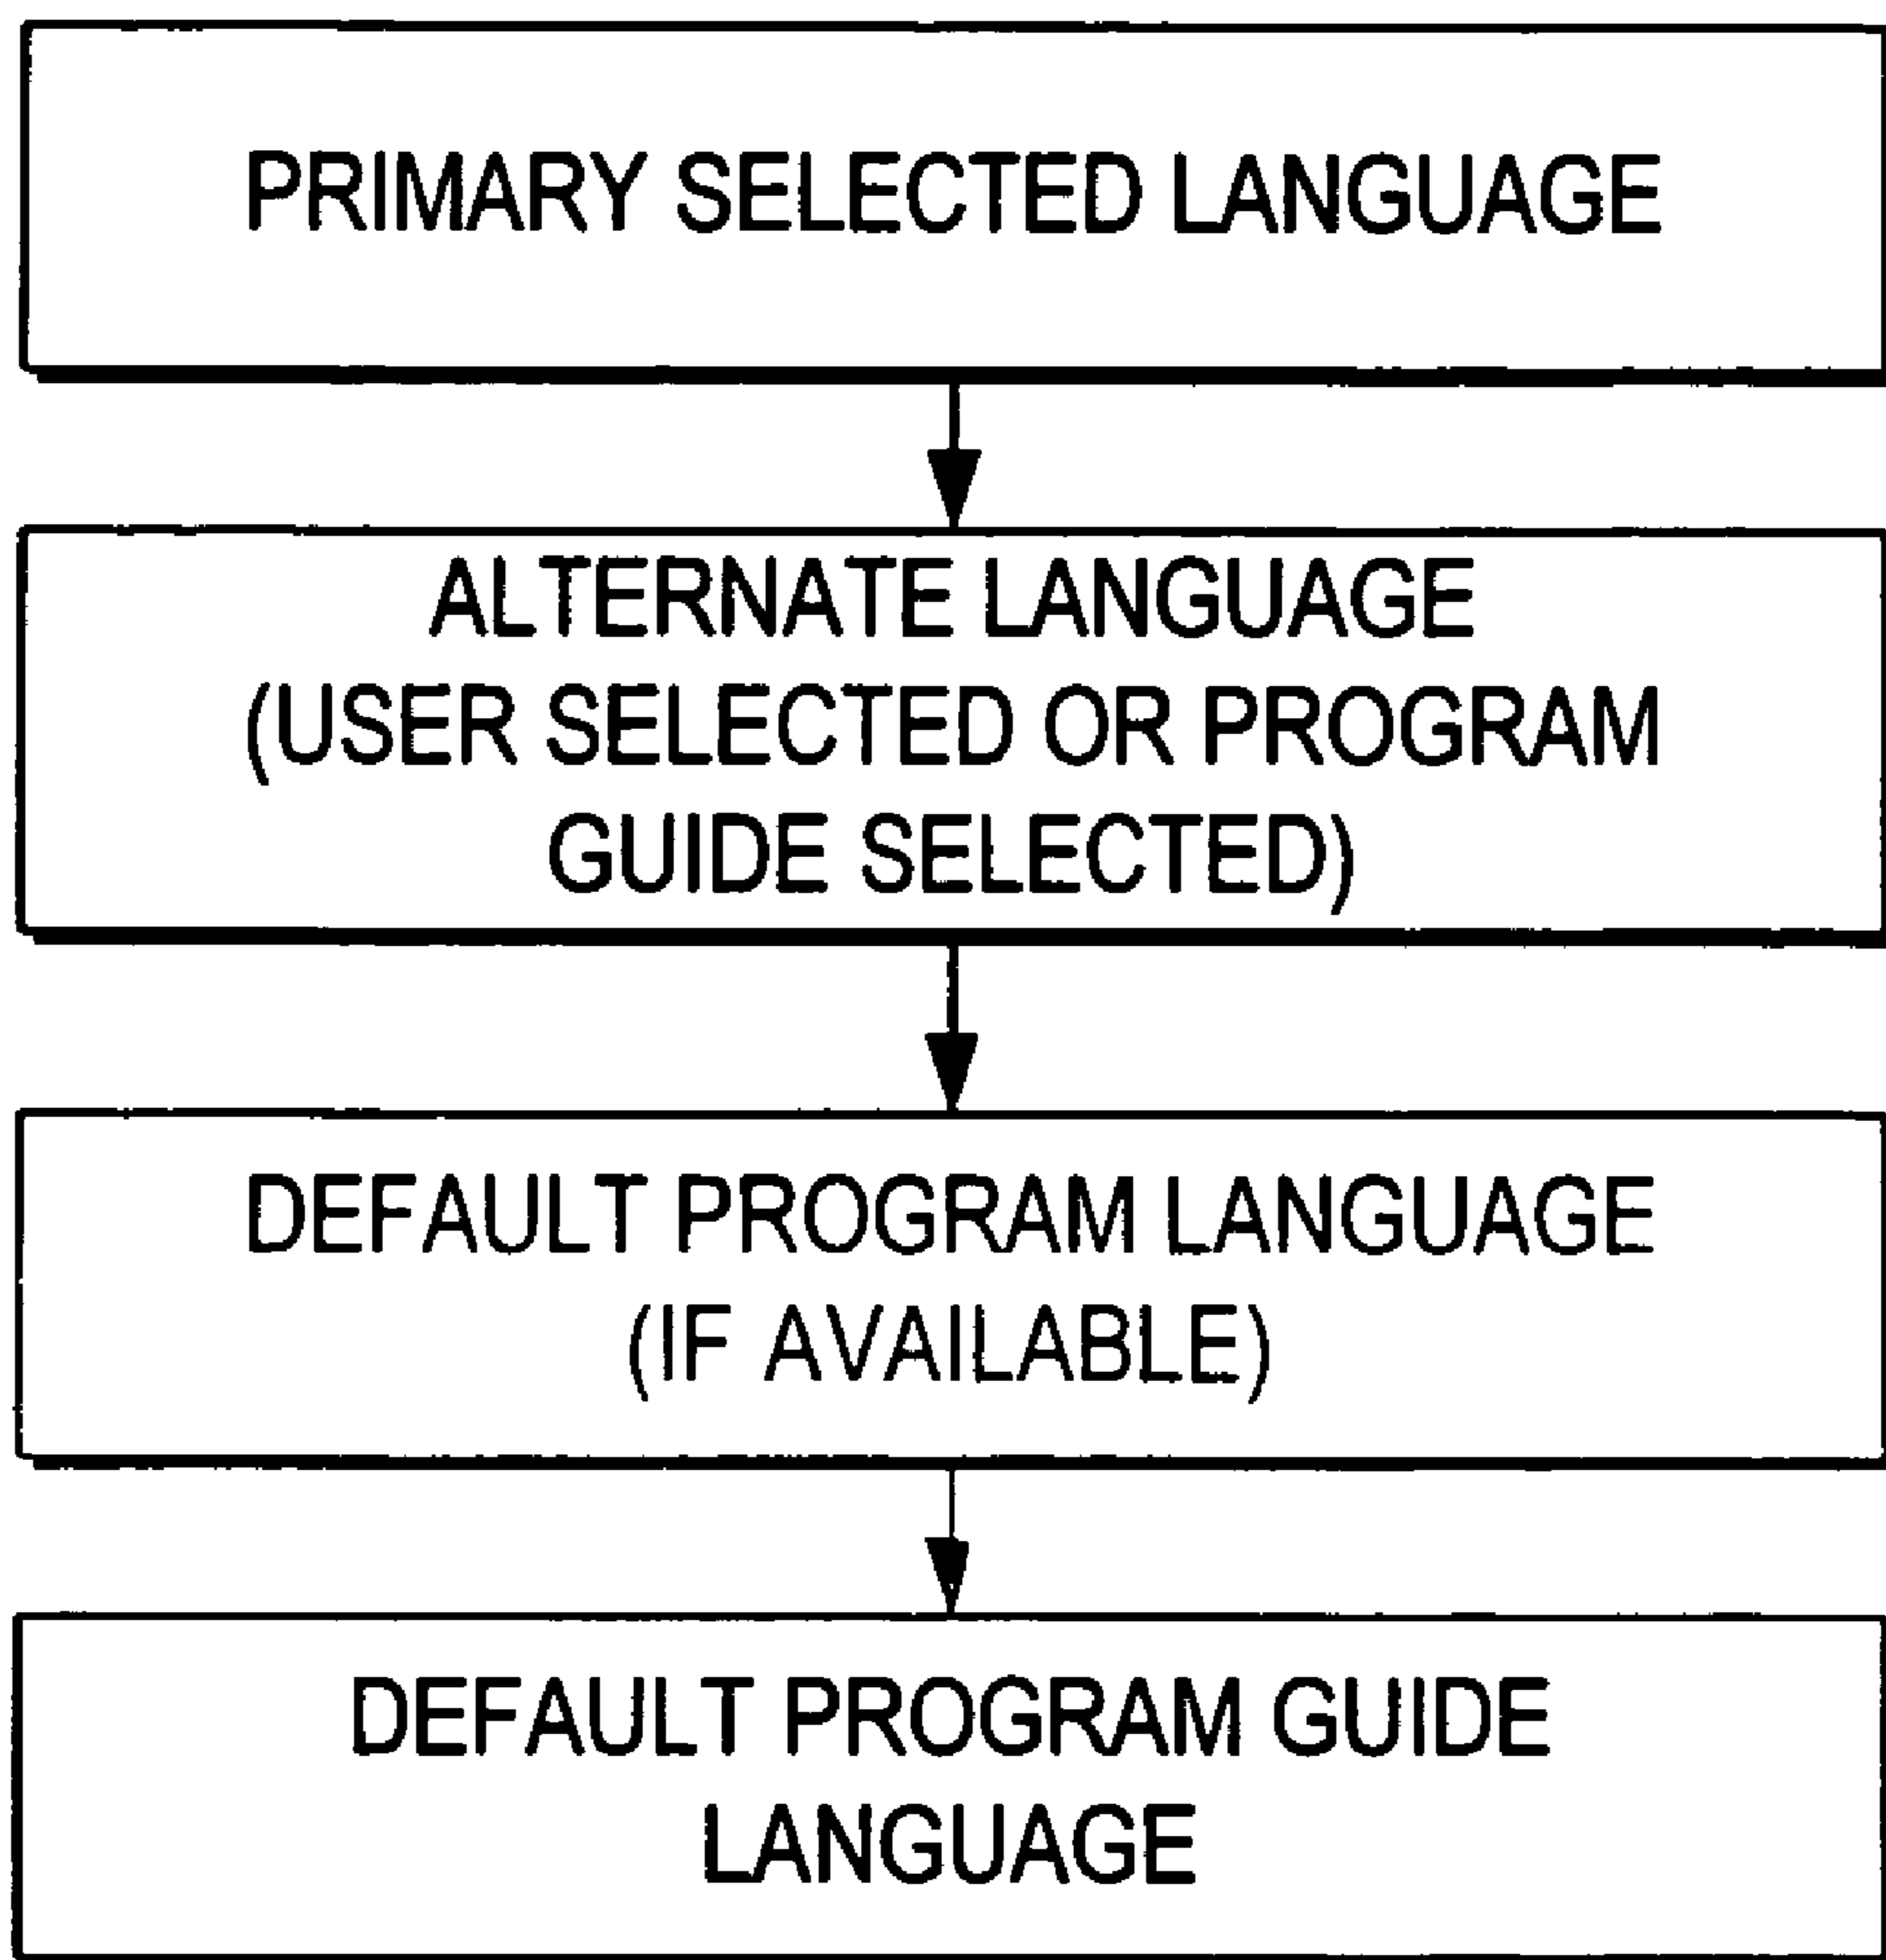 PRIMARY SELECTED LANGUAGE
ALTERNATE LANGUAGE
(USER SELECTED OR PROGRAM
GUIDE SELECTED)
DEFAULT PROGRAM LANGUAGE
(IF AVAILABLE)
DEFAULT PROGRAM GUIDE
LANGUAGE